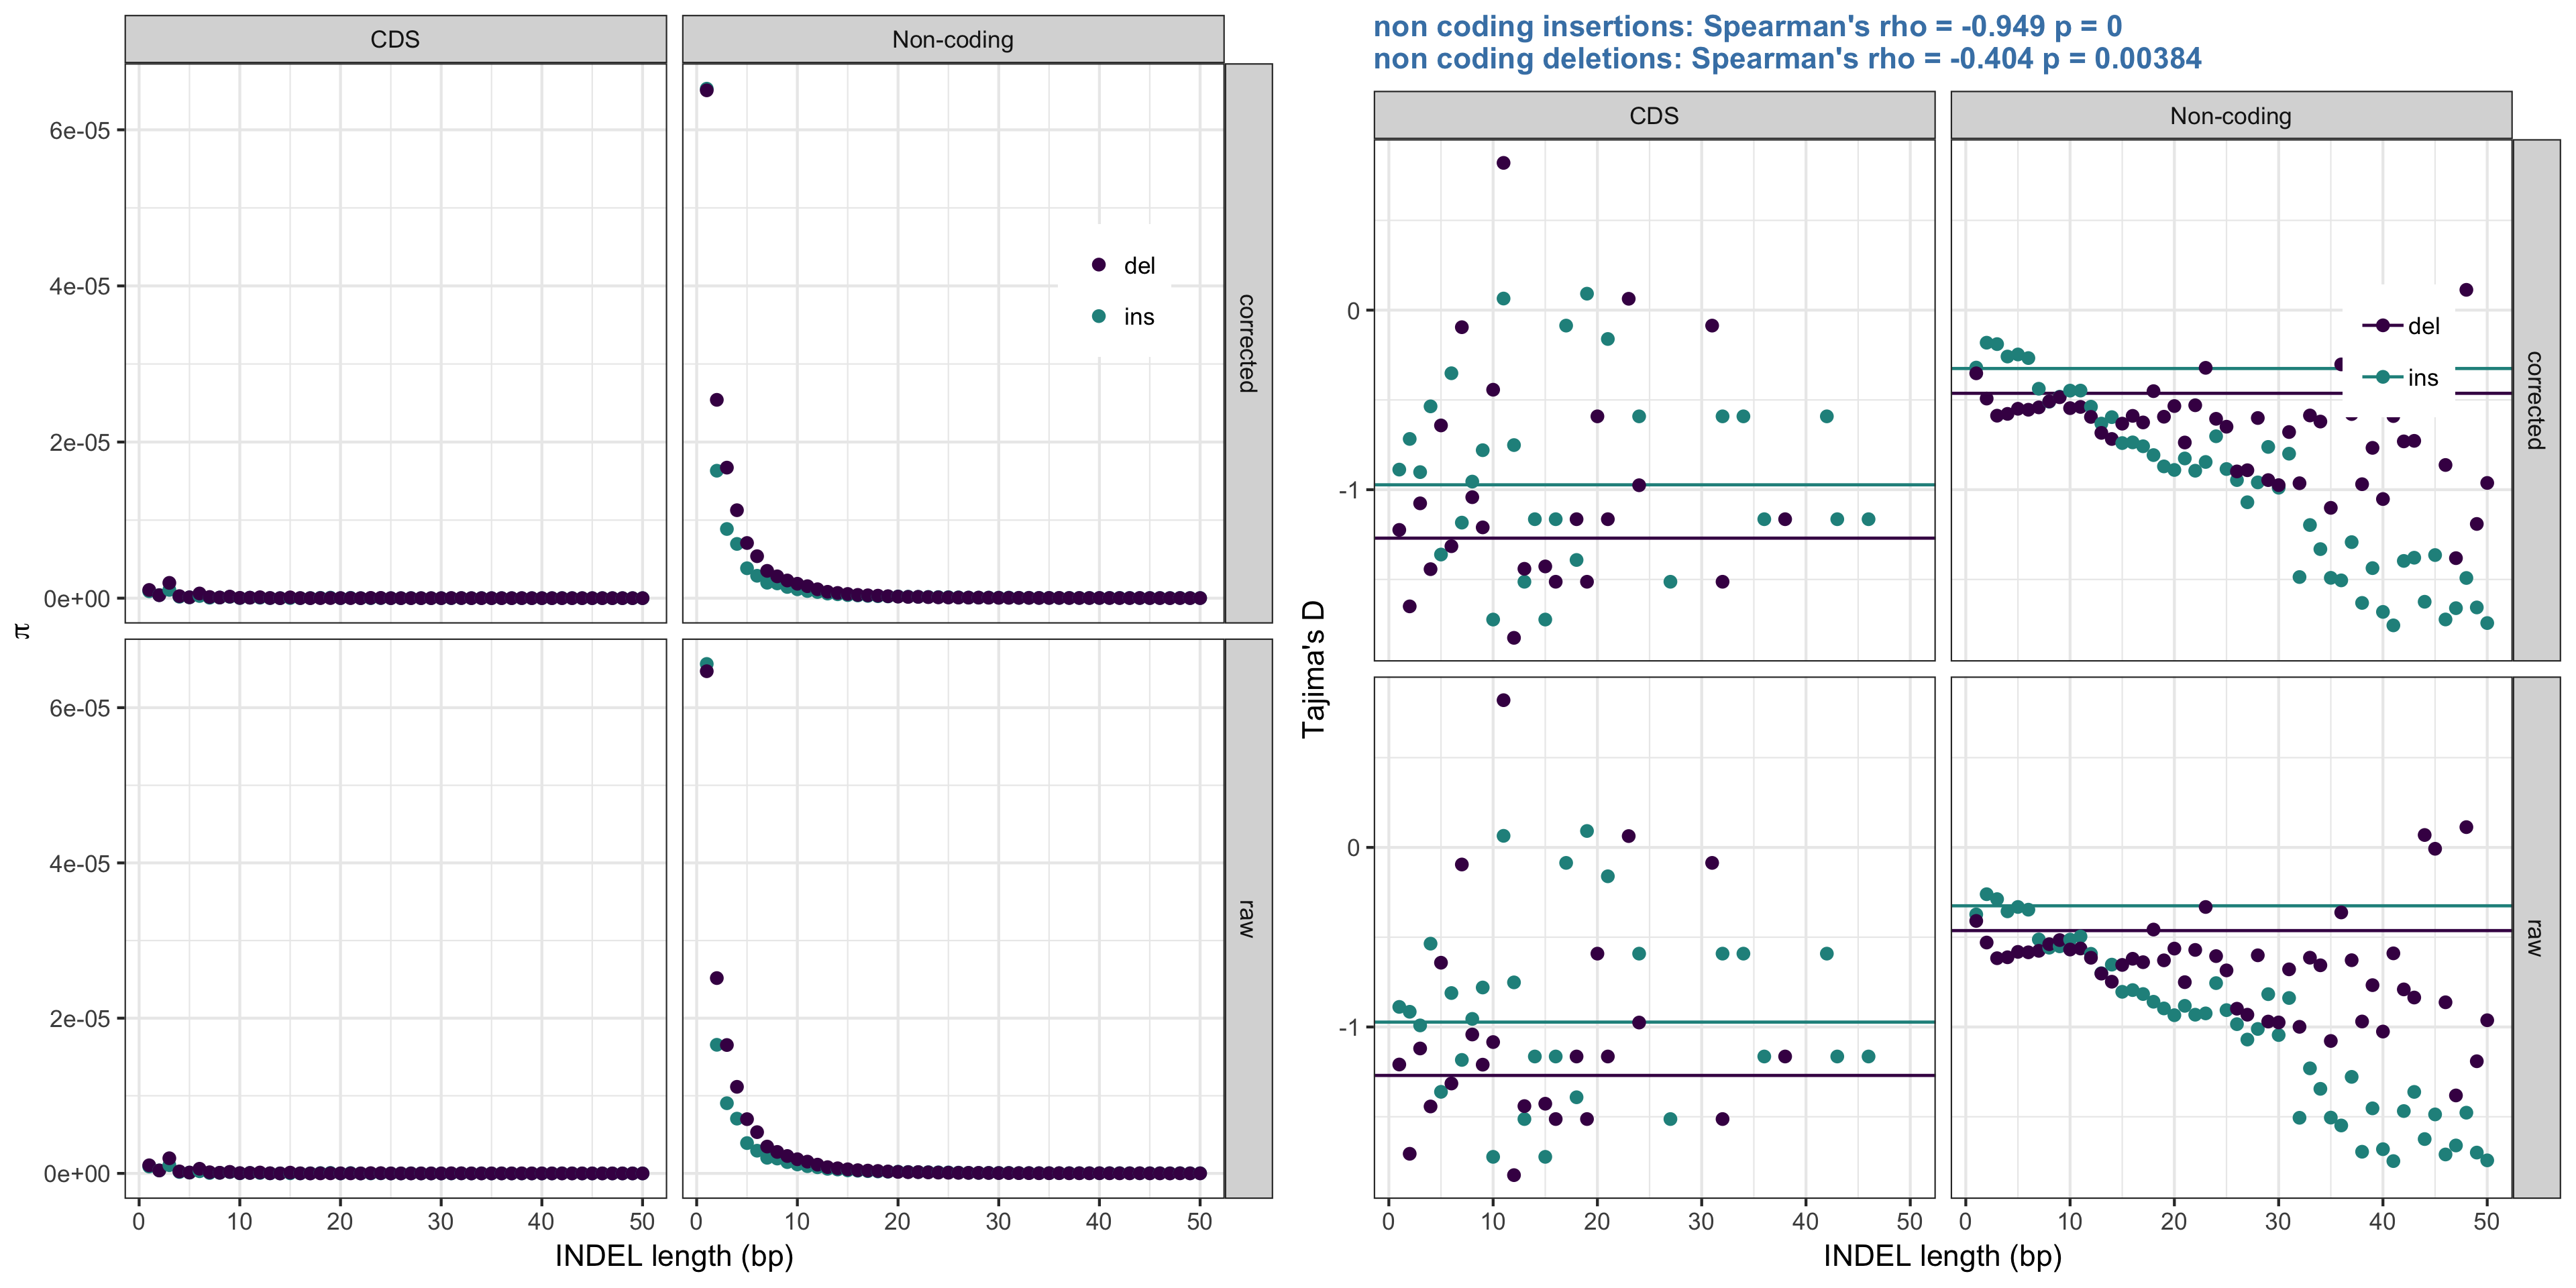 CDS
Non-coding
6e-05
4e-05
2e-05
0e+00
del
ins
corrected
π
6e-05
4e-05
2e-05
0e+00
raw
0 10 20 30 40 50
0 10 20 30 40 50
INDEL length (bp)
non coding insertions: Spearman's rho = -0.949 p = 0
non coding deletions: Spearman's rho = -0.404 p = 0.00384
CDS
Non-coding
0
-1
del
ins
corrected
Tajima's D
0
-1
raw
0 10 20 30 40 50
0 10 20 30 40 50
INDEL length (bp)